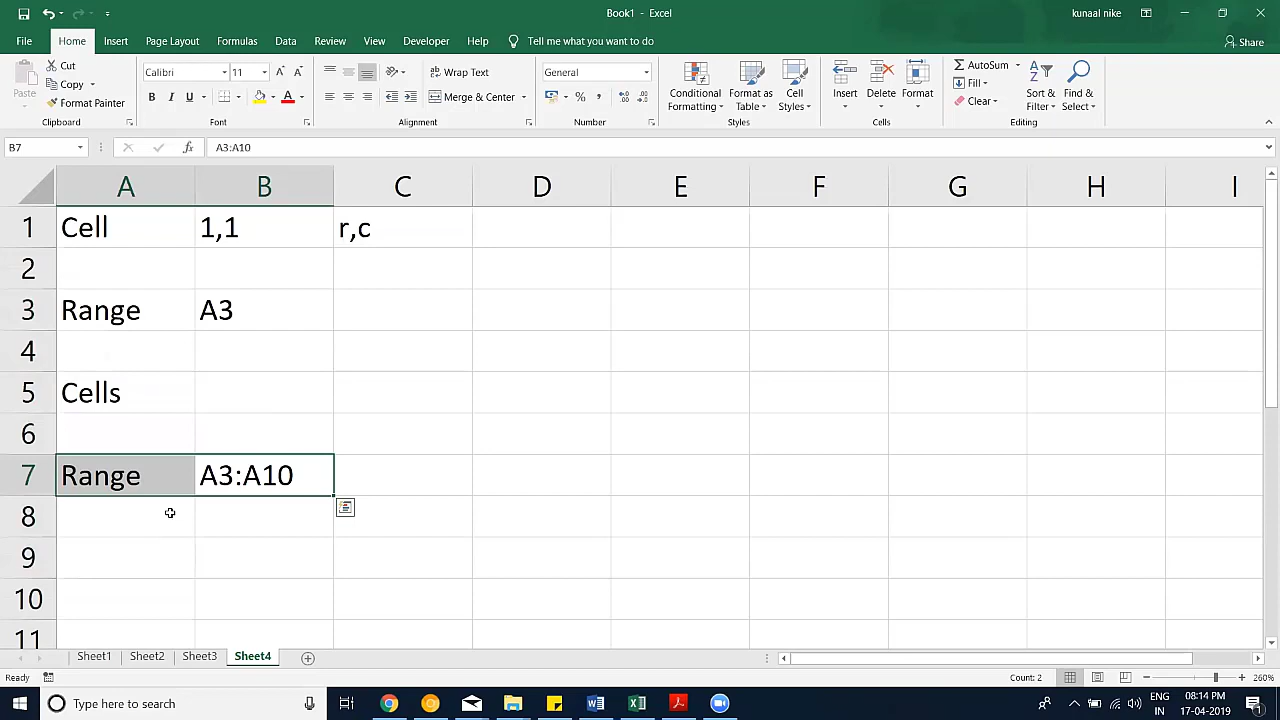 Book1 - Excel
kunaal nike
File Home Insert Page Layout Formulas Data Review View Developer Help Tell me what you want to do
Share
Paste
Cut
Copy
Format Painter
Clipboard
Calibri 11
B I U
Font
Wrap Text
Merge & Center
Alignment
General
Number
Conditional Formatting
Format as Table
Cell Styles
Styles
Insert
Delete
Format
Cells
AutoSum
Fill
Clear
Sort & Filter
Find & Select
Editing
B7
fx
A3:A10
A B C D E F G H I
1 Cell 1,1 r,c
2
3 Range A3
4
5 Cells
6
7 Range A3:A10
8
9
10
11
Sheet1 Sheet2 Sheet3 Sheet4
Ready
Count: 2
260%
Type here to search
ENG
IN
08:14 PM
17-04-2019